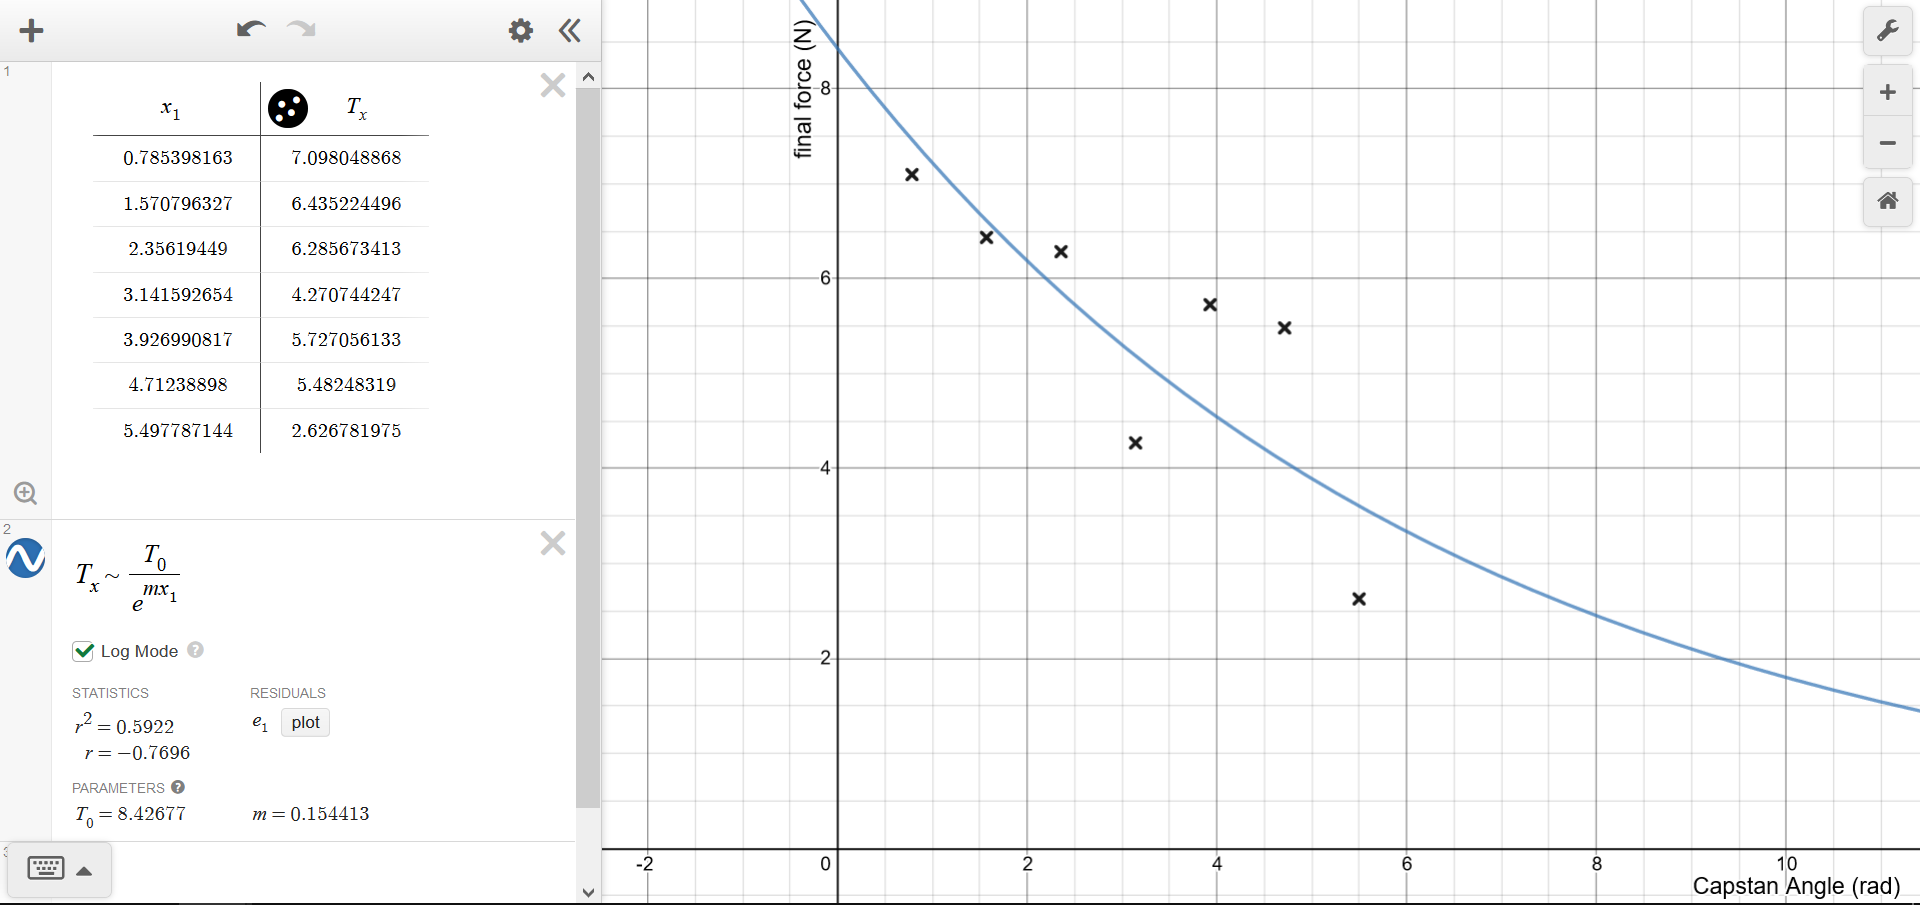 1
x1 Tx
0.785398163 7.098048868
1.570796327 6.435224496
2.35619449 6.285673413
3.141592654 4.270744247
3.926990817 5.727056133
4.71238898 5.48248319
5.497787144 2.626781975
2
Tx ~ T0
e^mx1
Log Mode ?
STATISTICS RESIDUALS
r2 = 0.5922 e1 plot
r = −0.7696
PARAMETERS ?
T0 = 8.42677 m = 0.154413
3
final force (N)
8
6
4
2
-2 0 2 4 6 8 10
Capstan Angle (rad)